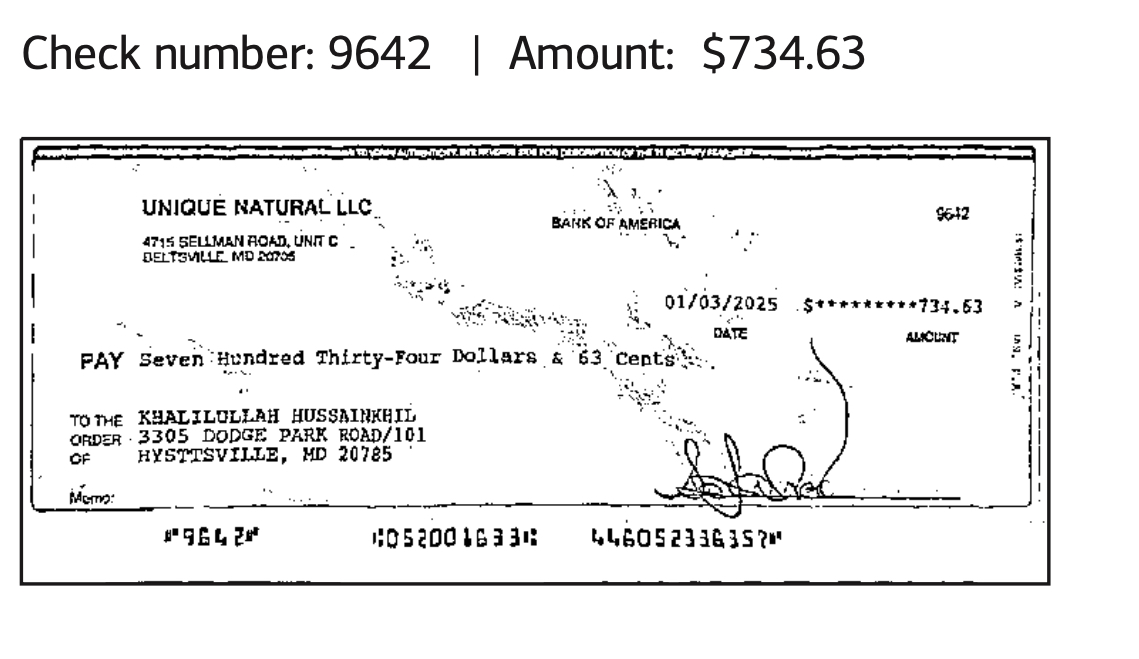 Check number: 9642 | Amount: $734.63
UNIQUE NATURAL LLC
BANK OF AMERICA
9642
4715 SELLMAN ROAD, UNIT C
BELTSVILLE, MD 20705
01/03/2025 $*********734.63
DATE AMOUNT
PAY Seven Hundred Thirty-Four Dollars & 63 Cents
TO THE ORDER OF
KHALILULLAH HUSSAINKHIL
3305 DODGE PARK ROAD/101
HYSTTSVILLE, MD 20785
Memo:
⑈9642⑈ ⑆052001633⑆ 446052336357⑈